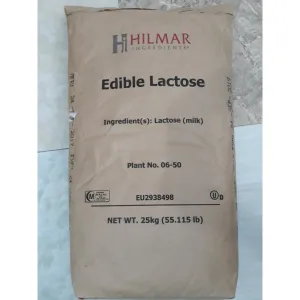 HILMAR
INGREDIENTS
Edible Lactose
Ingredient(s): Lactose (milk)
Plant No. 06-50
EU2938498
NET WT. 25kg (55.115 lb)